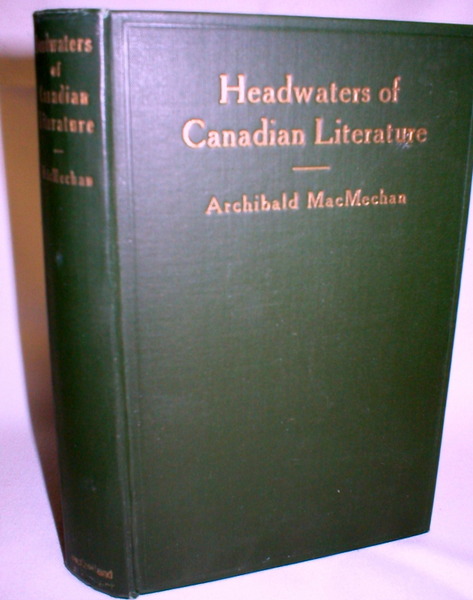 Headwaters
of
Canadian
Literature
MacMechan
Headwaters of
Canadian Literature
Archibald MacMechan